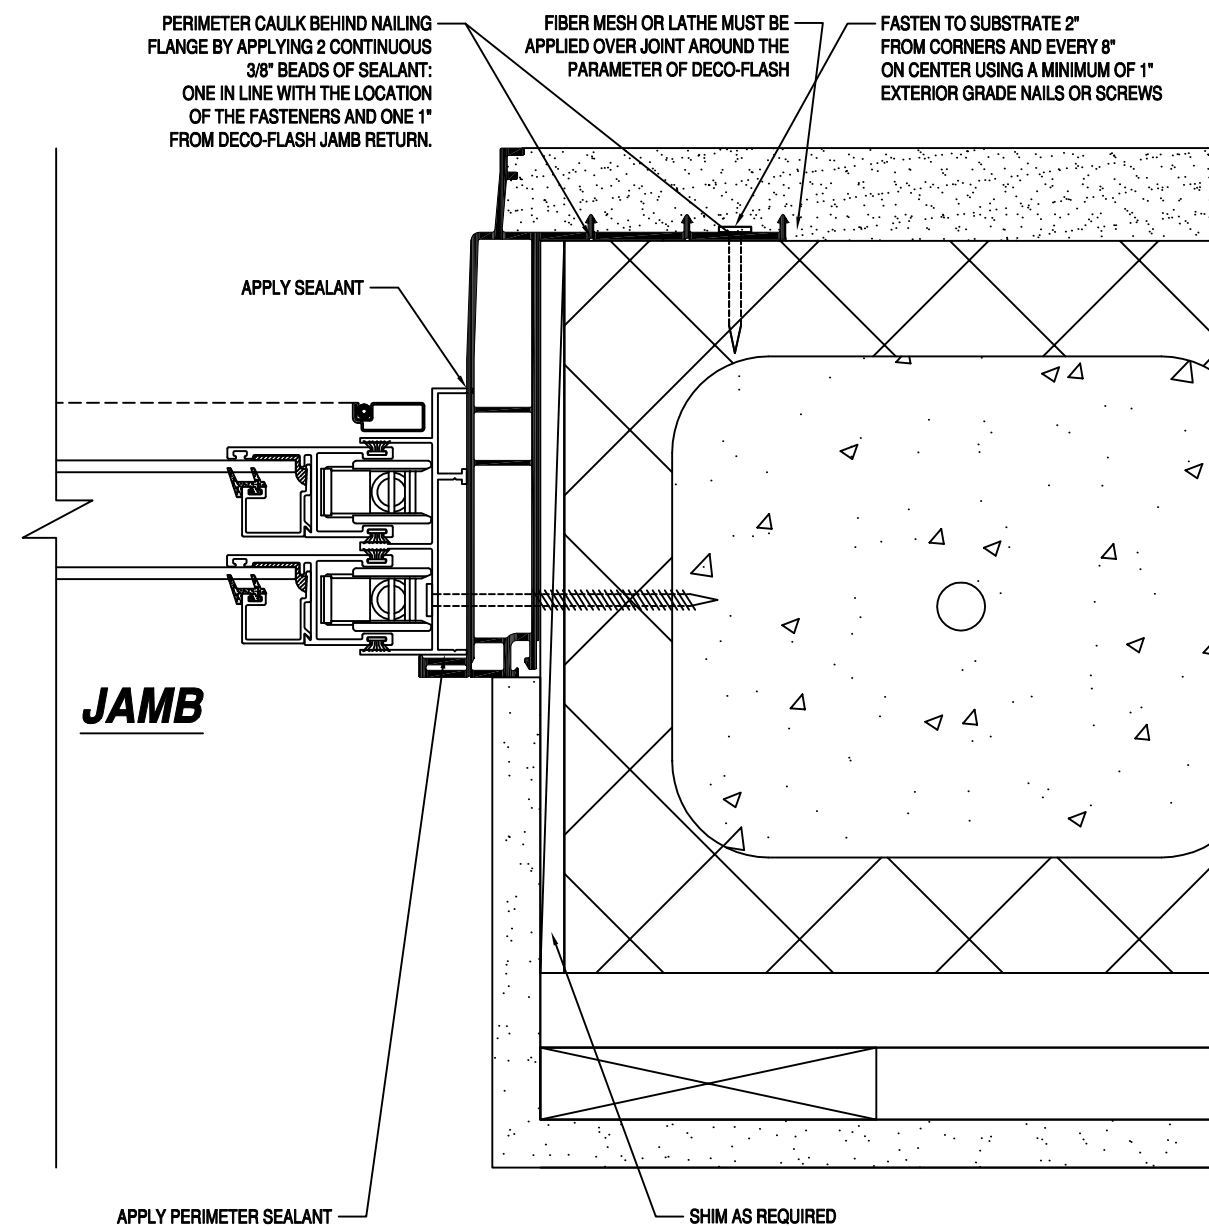 PERIMETER CAULK BEHIND NAILING
FLANGE BY APPLYING 2 CONTINUOUS
3/8" BEADS OF SEALANT:
ONE IN LINE WITH THE LOCATION
OF THE FASTENERS AND ONE 1"
FROM DECO-FLASH JAMB RETURN.
FIBER MESH OR LATHE MUST BE
APPLIED OVER JOINT AROUND THE
PARAMETER OF DECO-FLASH
FASTEN TO SUBSTRATE 2"
FROM CORNERS AND EVERY 8"
ON CENTER USING A MINIMUM OF 1"
EXTERIOR GRADE NAILS OR SCREWS
APPLY SEALANT
JAMB
APPLY PERIMETER SEALANT
SHIM AS REQUIRED